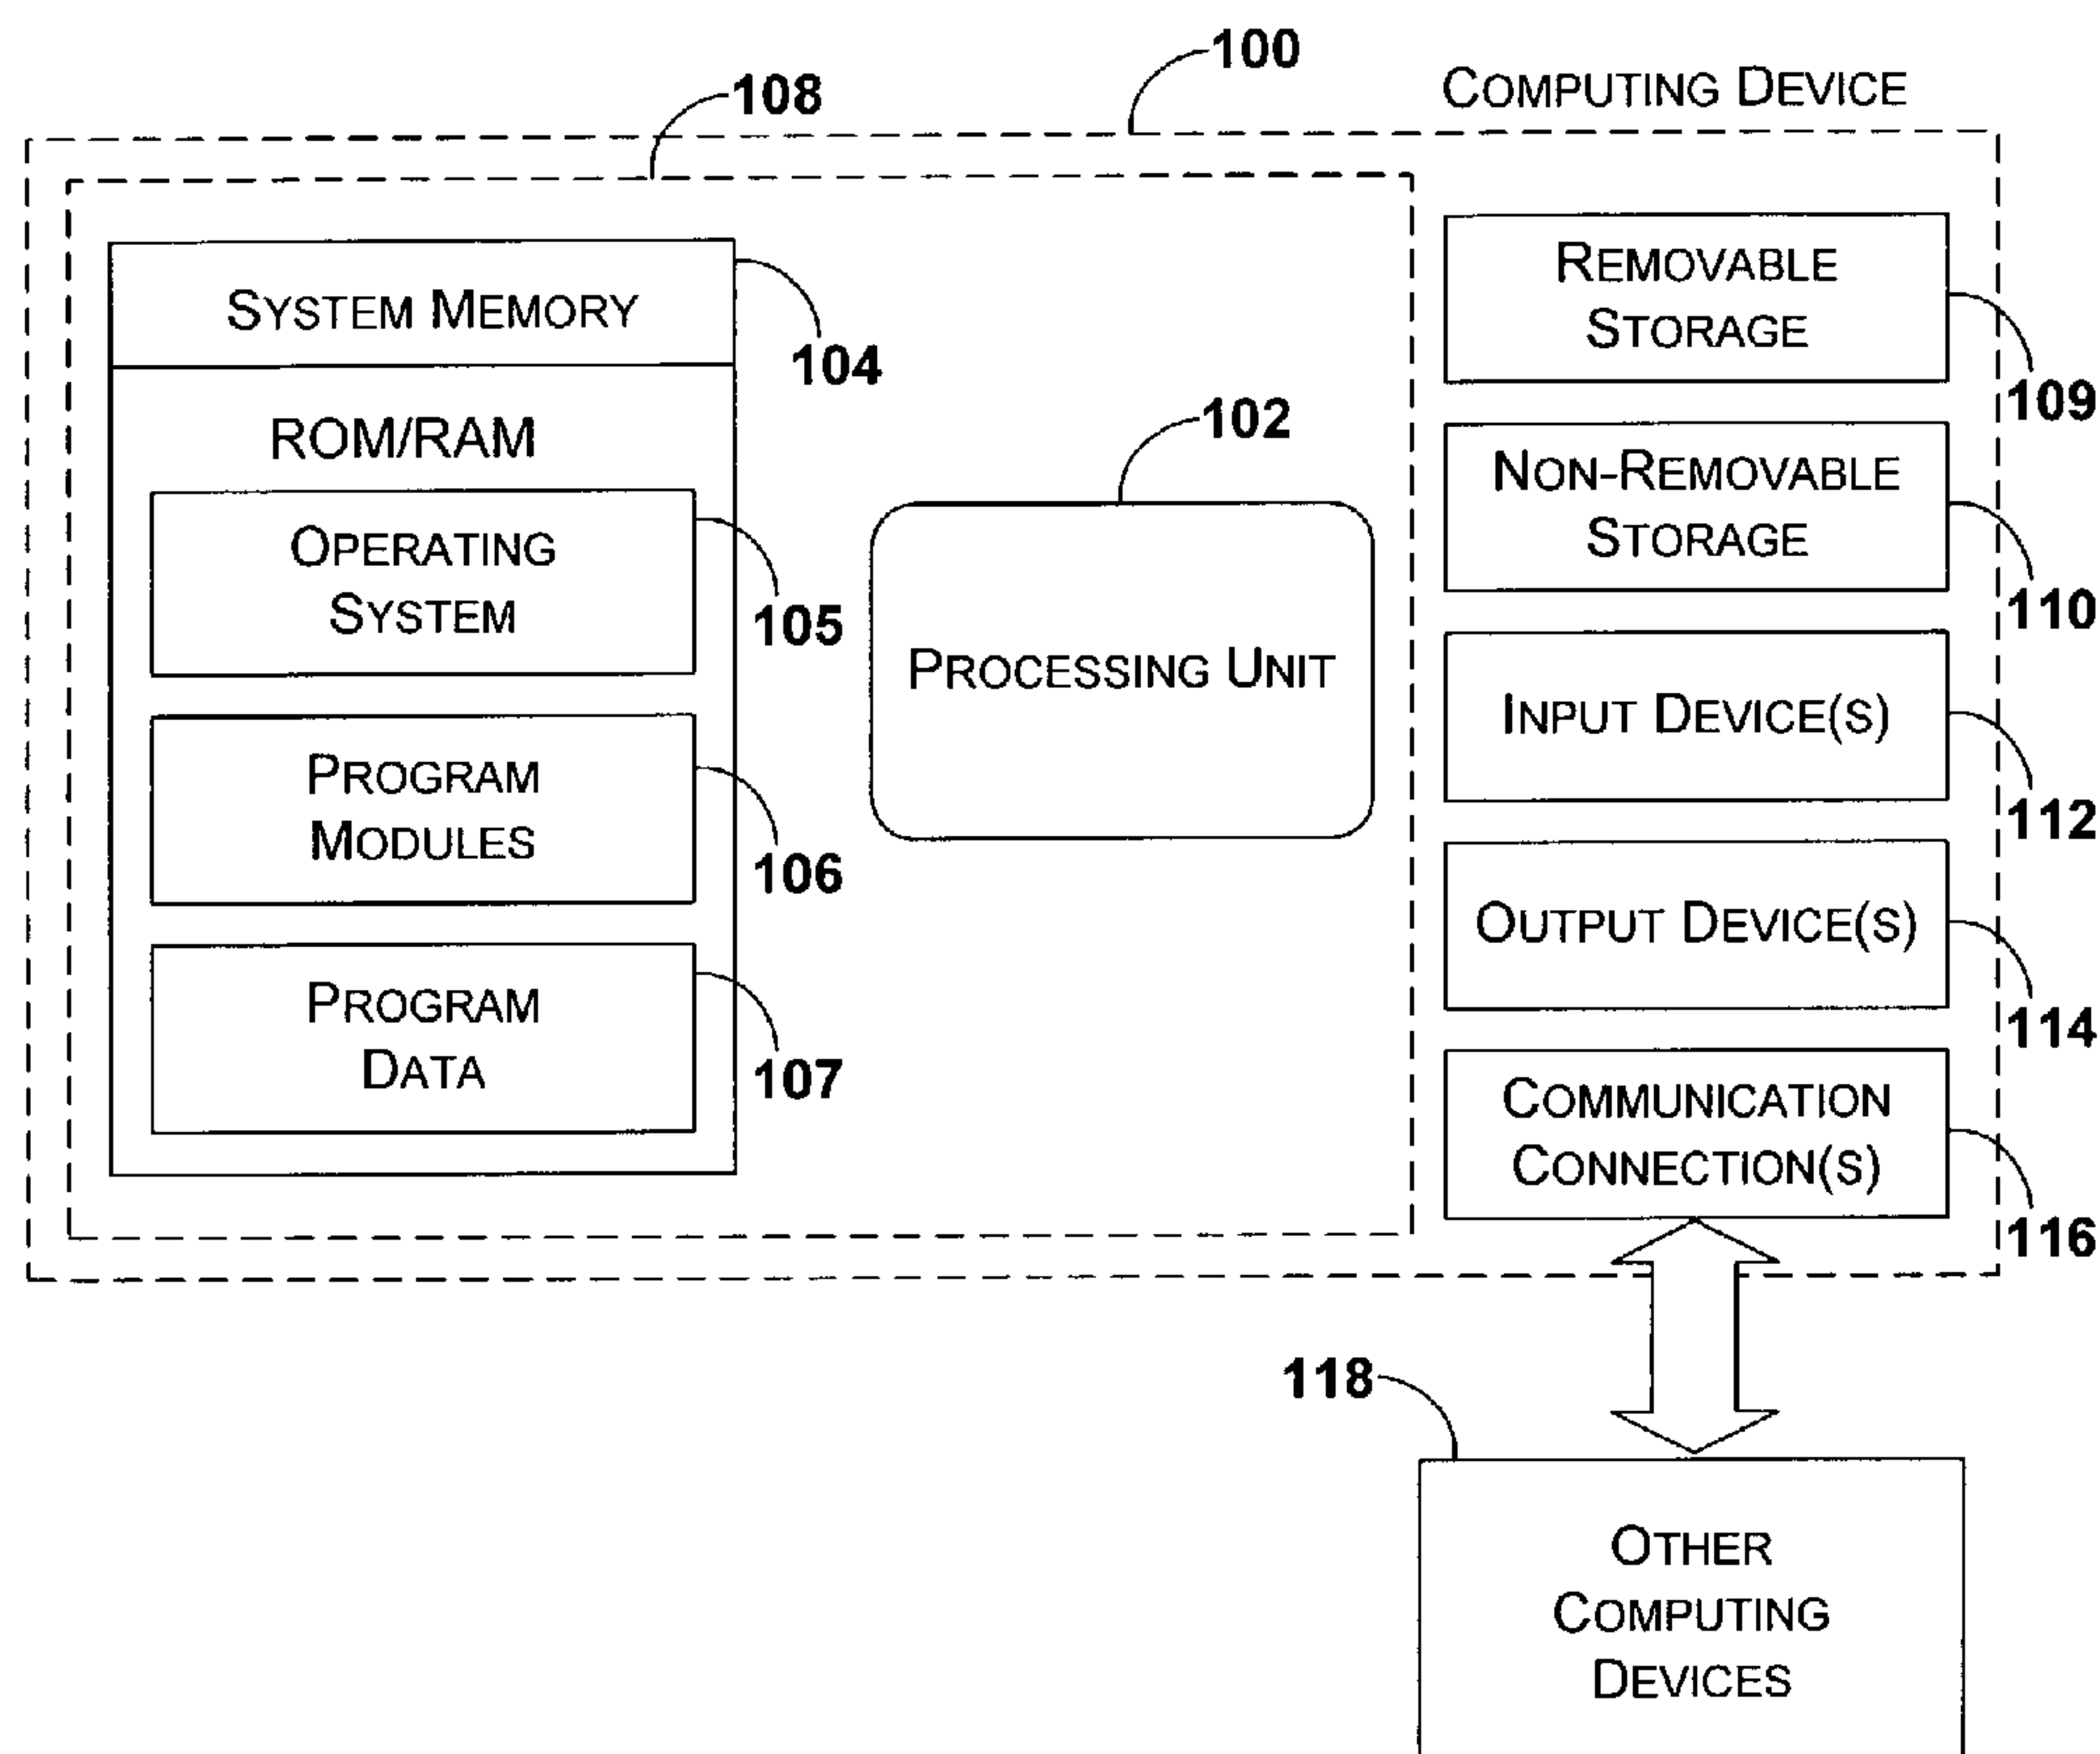 100
COMPUTING DEVICE
108
SYSTEM MEMORY
104
ROM/RAM
OPERATING
SYSTEM
105
PROGRAM
MODULES
106
PROGRAM
DATA
107
102
PROCESSING UNIT
REMOVABLE
STORAGE
109
NON-REMOVABLE
STORAGE
110
INPUT DEVICE(S)
112
OUTPUT DEVICE(S)
114
COMMUNICATION
CONNECTION(S)
116
118
OTHER
COMPUTING
DEVICES